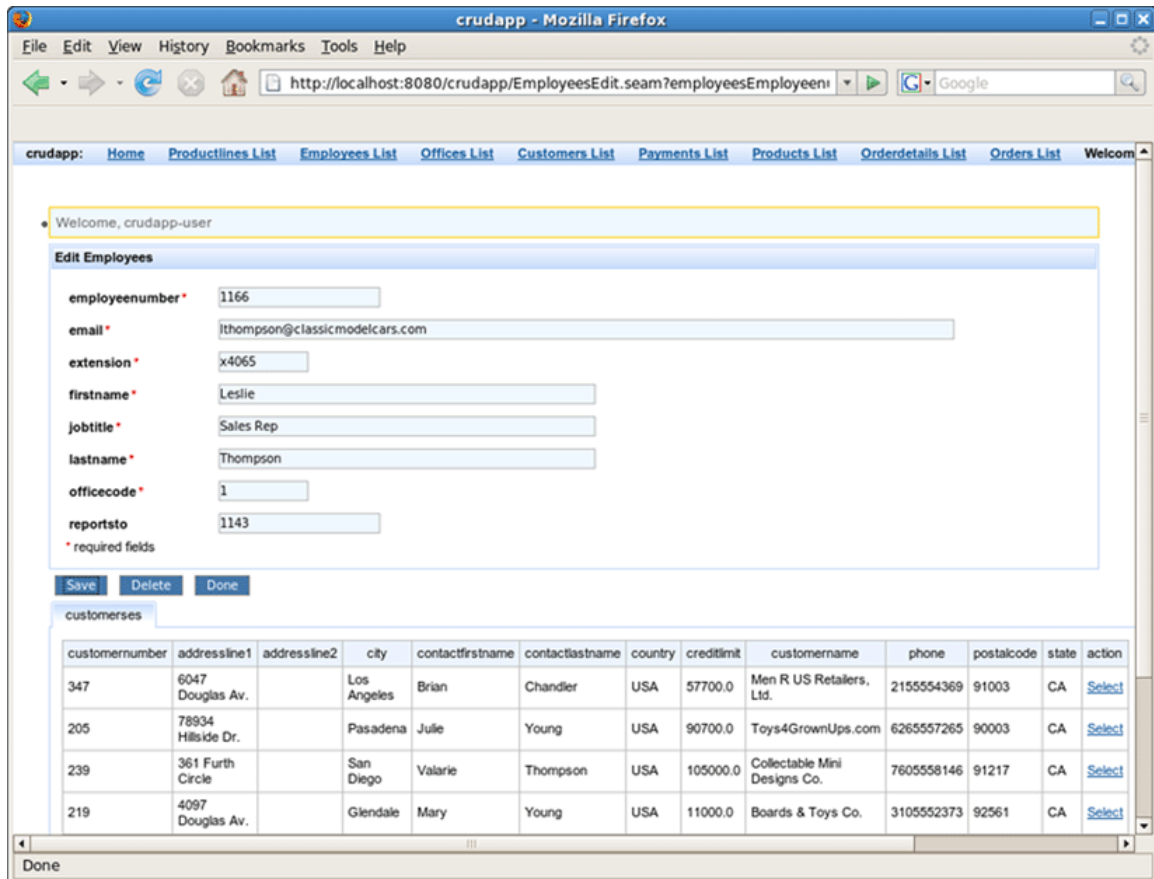 crudapp - Mozilla Firefox
File Edit View History Bookmarks Tools Help
http://localhost:8080/crudapp/EmployeesEdit.seam?employeesEmployeen
G Google
crudapp: Home Productlines List Employees List Offices List Customers List Payments List Products List Orderdetails List Orders List Welcom
Welcome, crudapp-user
Edit Employees
employeenumber* 1166
email* lthompson@classicmodelcars.com
extension* x4065
firstname* Leslie
jobtitle* Sales Rep
lastname* Thompson
officecode* 1
reportsto 1143
* required fields
Save Delete Done
customerses
customernumber addressline1 addressline2 city contactfirstname contactlastname country creditlimit customername phone postalcode state action
347 6047 Douglas Av. Los Angeles Brian Chandler USA 57700.0 Men R US Retailers, Ltd. 2155554369 91003 CA Select
205 78934 Hillside Dr. Pasadena Julie Young USA 90700.0 Toys4GrownUps.com 6265557265 90003 CA Select
239 361 Furth Circle San Diego Valarie Thompson USA 105000.0 Collectable Mini Designs Co. 7605558146 91217 CA Select
219 4097 Douglas Av. Glendale Mary Young USA 11000.0 Boards & Toys Co. 3105552373 92561 CA Select
Done